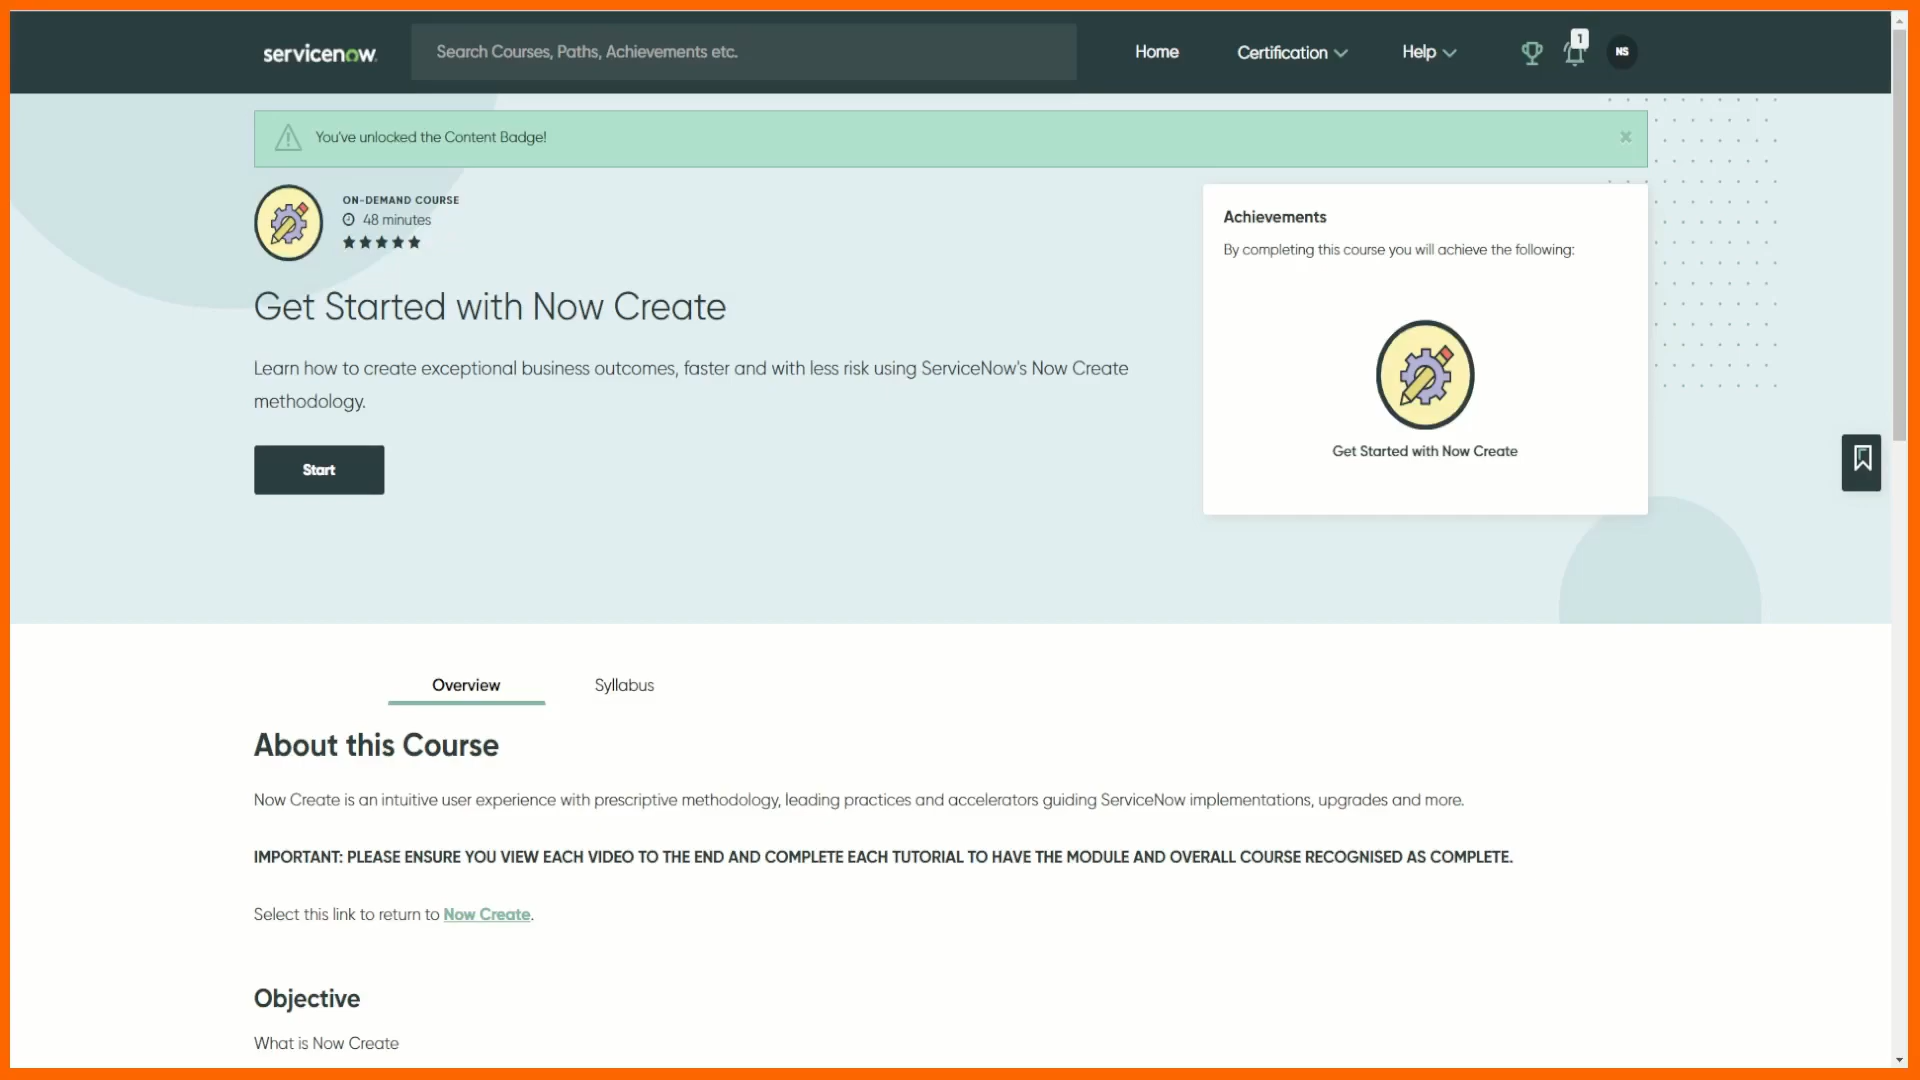 servicenow
Search Courses, Paths, Achievements etc.
Home
Certification
Help
1
NS
You've unlocked the Content Badge!
ON-DEMAND COURSE
48 minutes
Get Started with Now Create
Learn how to create exceptional business outcomes, faster and with less risk using ServiceNow's Now Create
methodology.
Start
Achievements
By completing this course you will achieve the following:
Get Started with Now Create
Overview
Syllabus
About this Course
Now Create is an intuitive user experience with prescriptive methodology, leading practices and accelerators guiding ServiceNow implementations, upgrades and more.
IMPORTANT: PLEASE ENSURE YOU VIEW EACH VIDEO TO THE END AND COMPLETE EACH TUTORIAL TO HAVE THE MODULE AND OVERALL COURSE RECOGNISED AS COMPLETE.
Select this link to return to Now Create.
Objective
What is Now Create